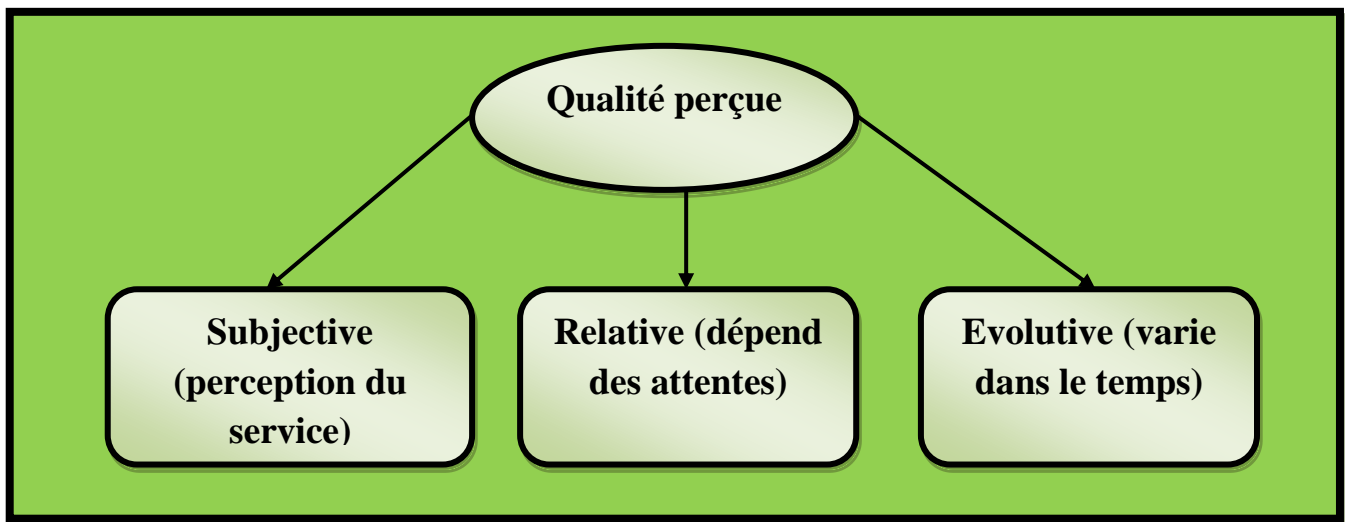 Qualité perçue
Subjective
(perception du
service)
Relative (dépend
des attentes)
Evolutive (varie
dans le temps)